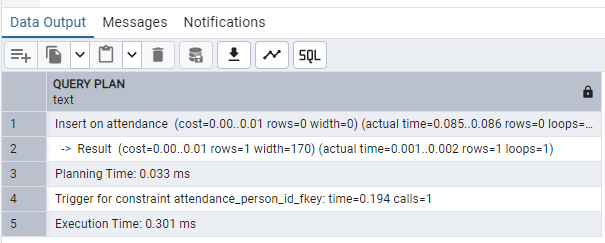 Data Output Messages Notifications
SQL
QUERY PLAN
text
1 Insert on attendance (cost=0.00..0.01 rows=0 width=0) (actual time=0.085..0.086 rows=0 loops=...
2 -> Result (cost=0.00..0.01 rows=1 width=170) (actual time=0.001..0.002 rows=1 loops=1)
3 Planning Time: 0.033 ms
4 Trigger for constraint attendance_person_id_fkey: time=0.194 calls=1
5 Execution Time: 0.301 ms